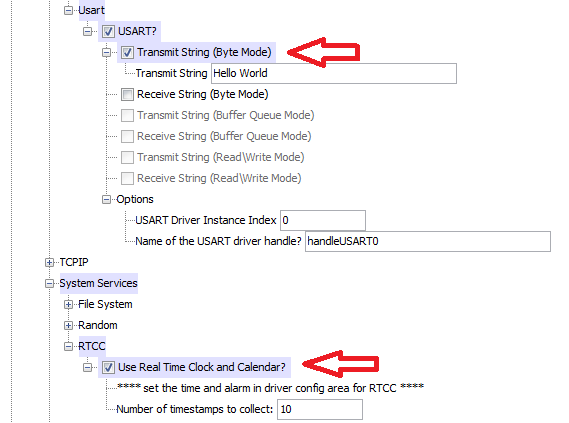 Usart
USART?
Transmit String (Byte Mode)
Transmit String Hello World
Receive String (Byte Mode)
Transmit String (Buffer Queue Mode)
Receive String (Buffer Queue Mode)
Transmit String (Read\Write Mode)
Receive String (Read\Write Mode)
Options
USART Driver Instance Index 0
Name of the USART driver handle? handleUSART0
TCPIP
System Services
File System
Random
RTCC
Use Real Time Clock and Calendar?
**** set the time and alarm in driver config area for RTCC ****
Number of timestamps to collect: 10